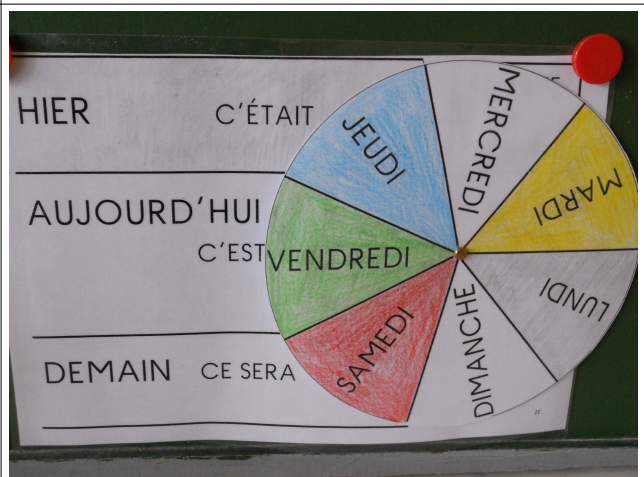 HIER C'ÉTAIT JEUDI
AUJOURD'HUI
C'EST VENDREDI
DEMAIN CE SERA SAMEDI
DIMANCHE
LUNDI
MARDI
MERCREDI